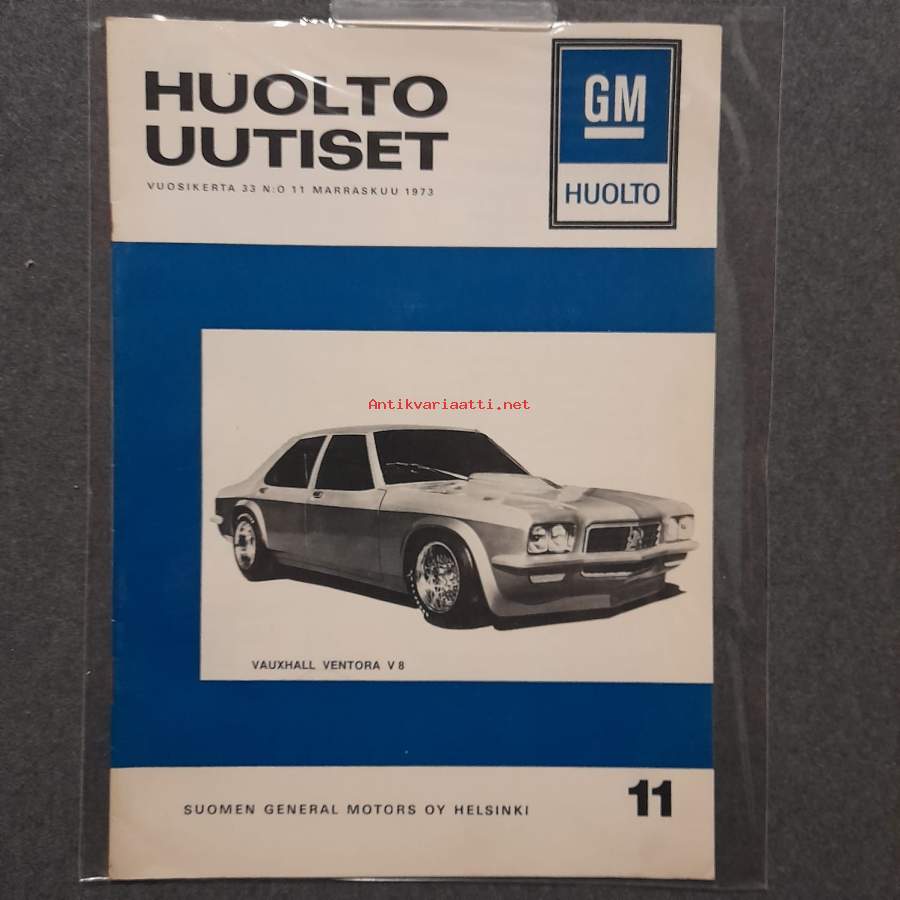 HUOLTO
UUTISET
VUOSIKERTA 33 N:O 11 MARRASKUU 1973
GM
HUOLTO
Antikvariaatti.net
VAUXHALL VENTORA V8
SUOMEN GENERAL MOTORS OY HELSINKI
11